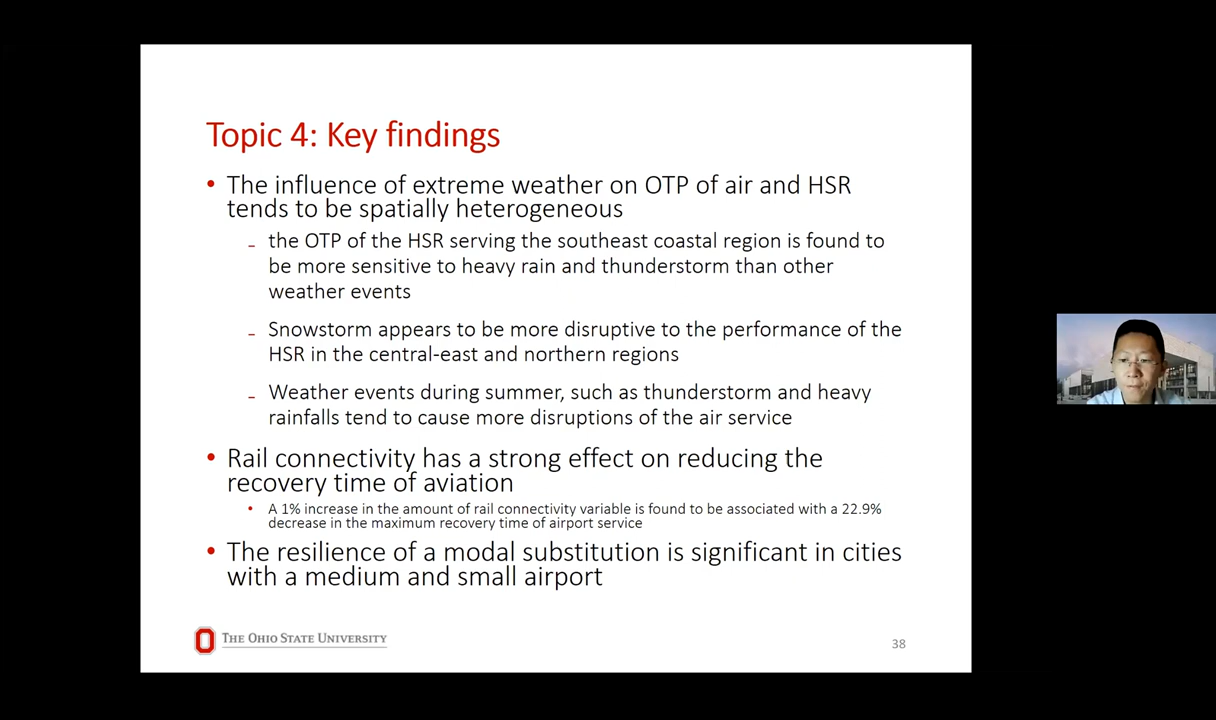 Topic 4: Key findings
• The influence of extreme weather on OTP of air and HSR
tends to be spatially heterogeneous
– the OTP of the HSR serving the southeast coastal region is found to
be more sensitive to heavy rain and thunderstorm than other
weather events
– Snowstorm appears to be more disruptive to the performance of the
HSR in the central-east and northern regions
– Weather events during summer, such as thunderstorm and heavy
rainfalls tend to cause more disruptions of the air service
• Rail connectivity has a strong effect on reducing the
recovery time of aviation
• A 1% increase in the amount of rail connectivity variable is found to be associated with a 22.9%
decrease in the maximum recovery time of airport service
• The resilience of a modal substitution is significant in cities
with a medium and small airport
THE OHIO STATE UNIVERSITY
38